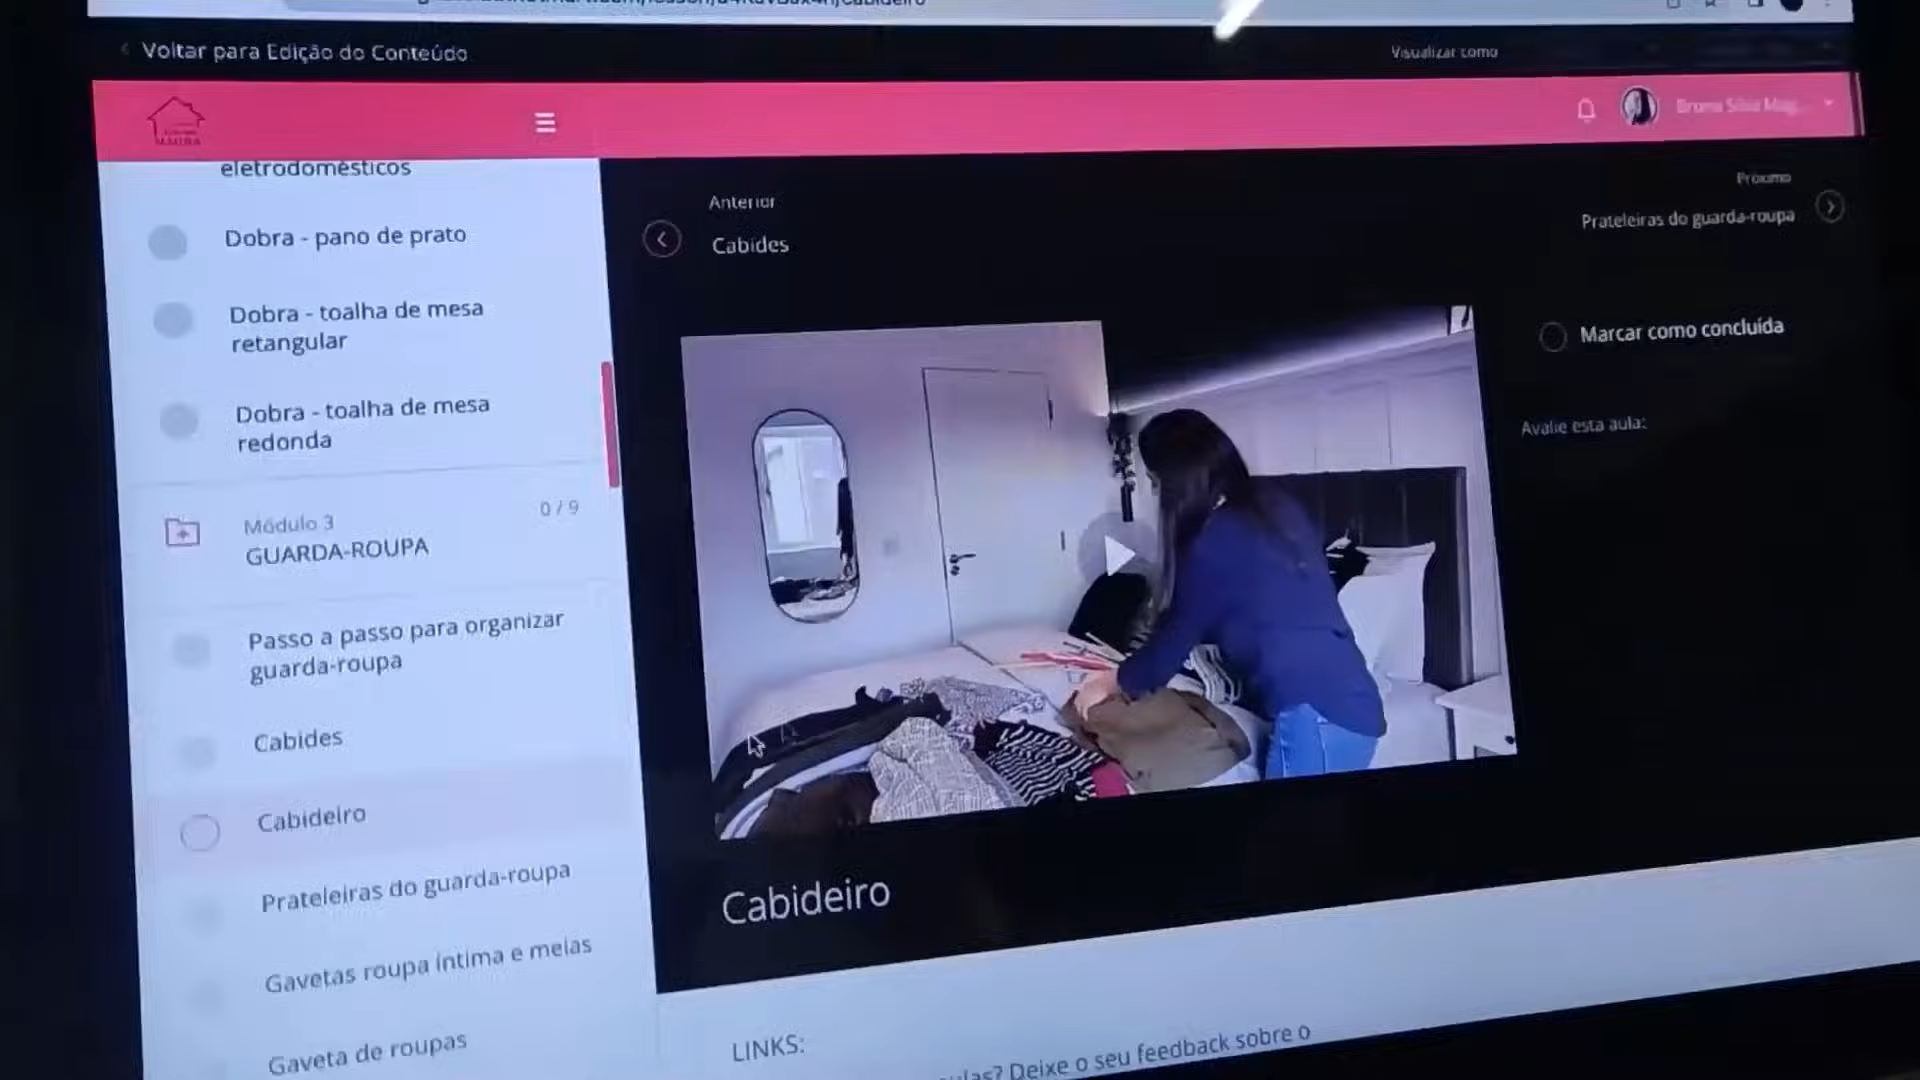 Voltar para Edição do Conteúdo
Visualizar como
eletrodomésticos
Dobra - pano de prato
Dobra - toalha de mesa
retangular
Dobra - toalha de mesa
redonda
Módulo 3
0 / 9
GUARDA-ROUPA
Passo a passo para organizar
guarda-roupa
Cabides
Cabideiro
Prateleiras do guarda-roupa
Gavetas roupa íntima e meias
Gaveta de roupas
Anterior
Cabides
Próximo
Prateleiras do guarda-roupa
Marcar como concluída
Avalie esta aula:
Cabideiro
LINKS:
Deixe o seu feedback sobre o